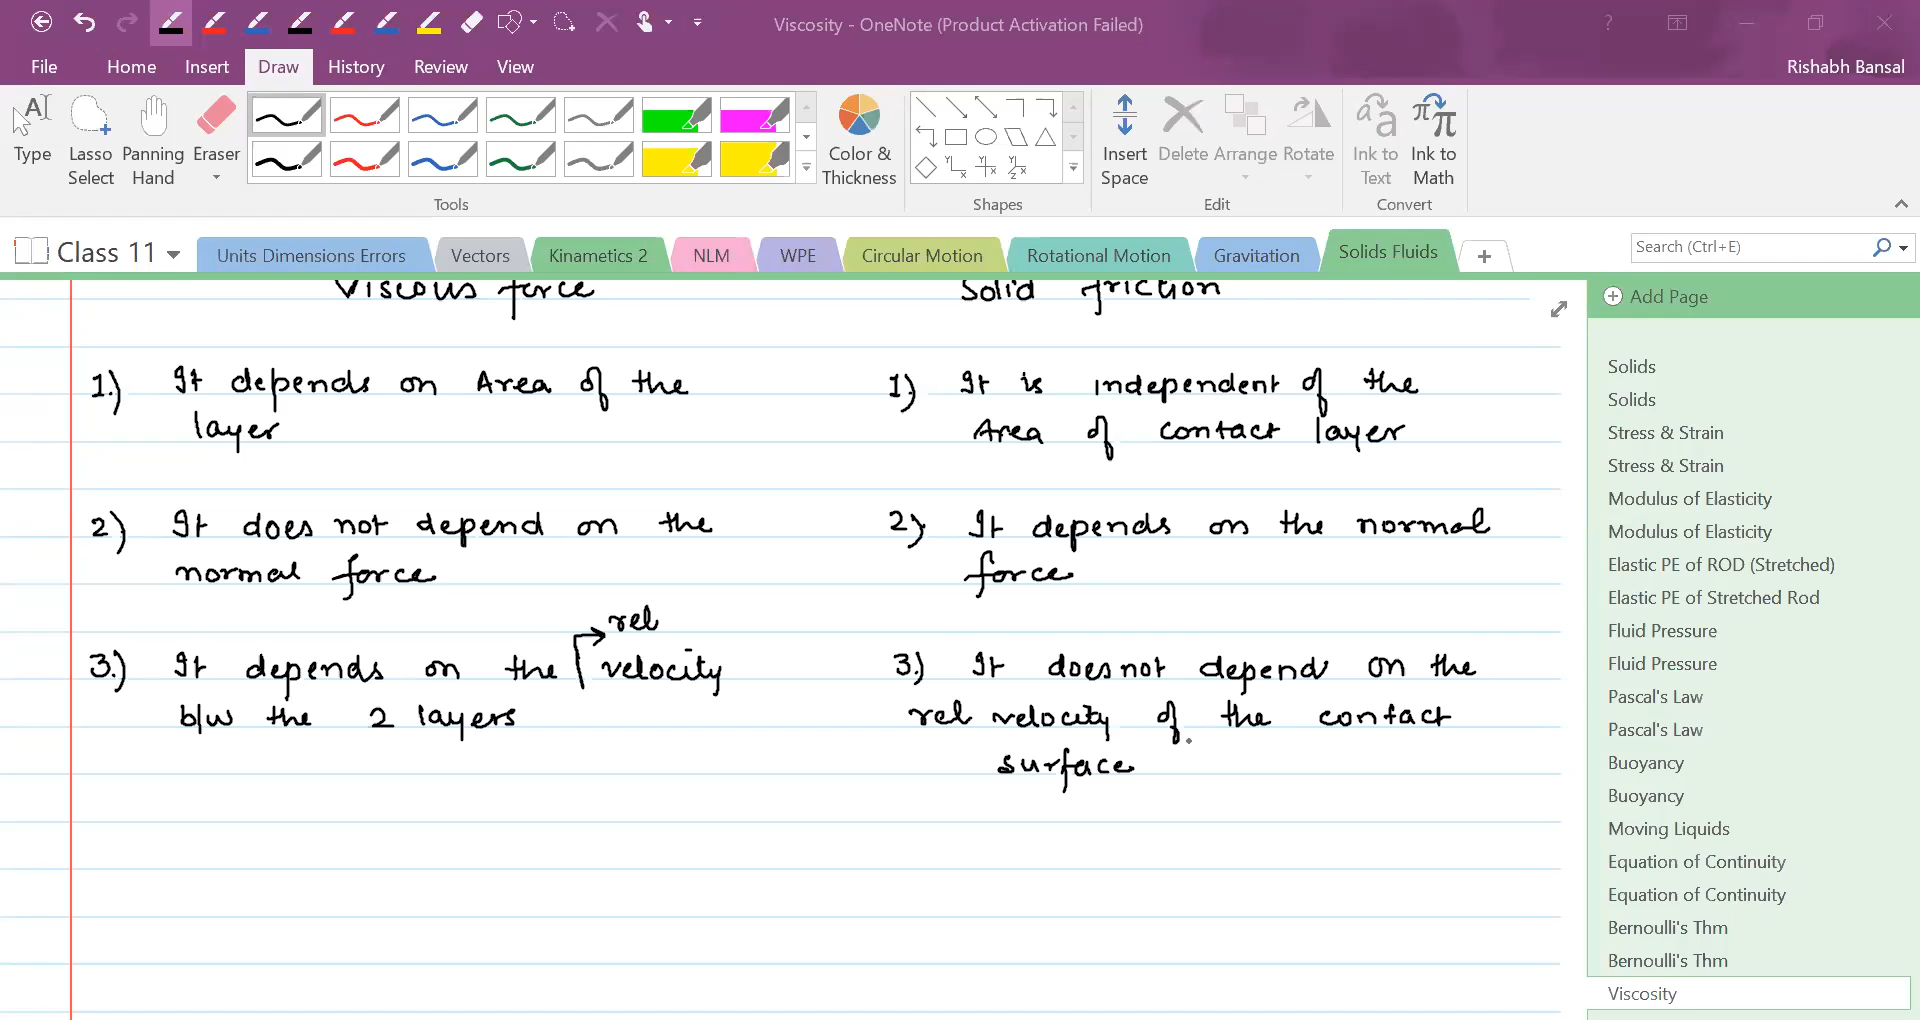 Viscosity - OneNote (Product Activation Failed)
?
File Home Insert Draw History Review View
Rishabh Bansal
Type
Lasso Select
Panning Hand
Eraser
Color & Thickness
Insert Space
Delete
Arrange
Rotate
Ink to Text
Ink to Math
Tools
Shapes
Edit
Convert
Class 11
Units Dimensions Errors
Vectors
Kinametics 2
NLM
WPE
Circular Motion
Rotational Motion
Gravitation
Solids Fluids
Search (Ctrl+E)
Viscous force
1.) It depends on Area of the
layer
2) It does not depend on the
normal force
rel
3.) It depends on the velocity
b/w the 2 layers
Solid friction
1) It is independent of the
Area of contact layer
2) It depends on the normal
force
3.) It does not depend on the
rel velocity of the contact
surface
Add Page
Solids
Solids
Stress & Strain
Stress & Strain
Modulus of Elasticity
Modulus of Elasticity
Elastic PE of ROD (Stretched)
Elastic PE of Stretched Rod
Fluid Pressure
Fluid Pressure
Pascal's Law
Pascal's Law
Buoyancy
Buoyancy
Moving Liquids
Equation of Continuity
Equation of Continuity
Bernoulli's Thm
Bernoulli's Thm
Viscosity